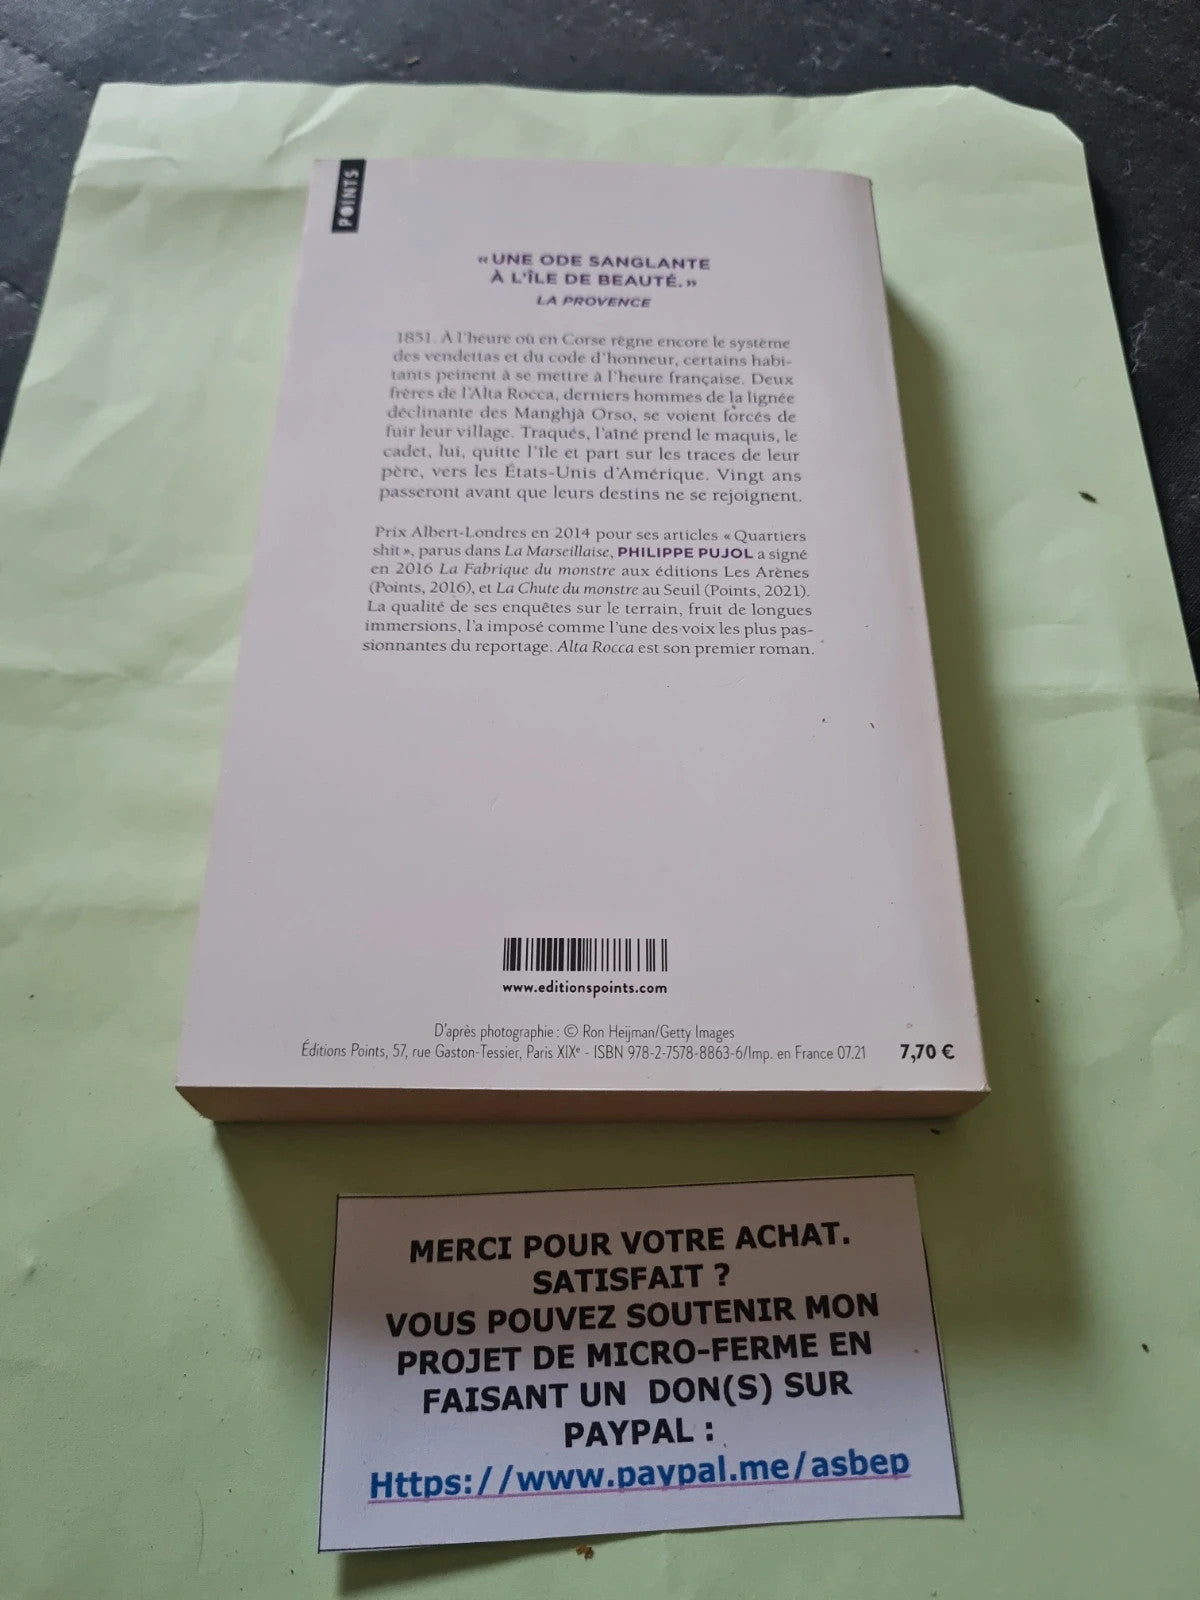 POINTS
« UNE ODE SANGLANTE
À L'ÎLE DE BEAUTÉ. »
LA PROVENCE
1851. À l'heure où en Corse règne encore le système
des vendettas et du code d'honneur, certains habi-
tants peinent à se mettre à l'heure française. Deux
frères de l'Alta Rocca, derniers hommes de la lignée
déclinante des Manghjà Orso, se voient forcés de
fuir leur village. Traqués, l'aîné prend le maquis, le
cadet, lui, quitte l'île et part sur les traces de leur
père, vers les États-Unis d'Amérique. Vingt ans
passeront avant que leurs destins ne se rejoignent.
Prix Albert-Londres en 2014 pour ses articles « Quartiers
shit », parus dans La Marseillaise, PHILIPPE PUJOL a signé
en 2016 La Fabrique du monstre aux éditions Les Arènes
(Points, 2016), et La Chute du monstre au Seuil (Points, 2021).
La qualité de ses enquêtes sur le terrain, fruit de longues
immersions, l'a imposé comme l'une des voix les plus pas-
sionnantes du reportage. Alta Rocca est son premier roman.
www.editionspoints.com
D'après photographie : © Ron Heijman/Getty Images
Éditions Points, 57, rue Gaston-Tessier, Paris XIXe - ISBN 978-2-7578-8863-6/Imp. en France 07.21 7,70 €
MERCI POUR VOTRE ACHAT.
SATISFAIT ?
VOUS POUVEZ SOUTENIR MON
PROJET DE MICRO-FERME EN
FAISANT UN DON(S) SUR
PAYPAL :
Https://www.paypal.me/asbep